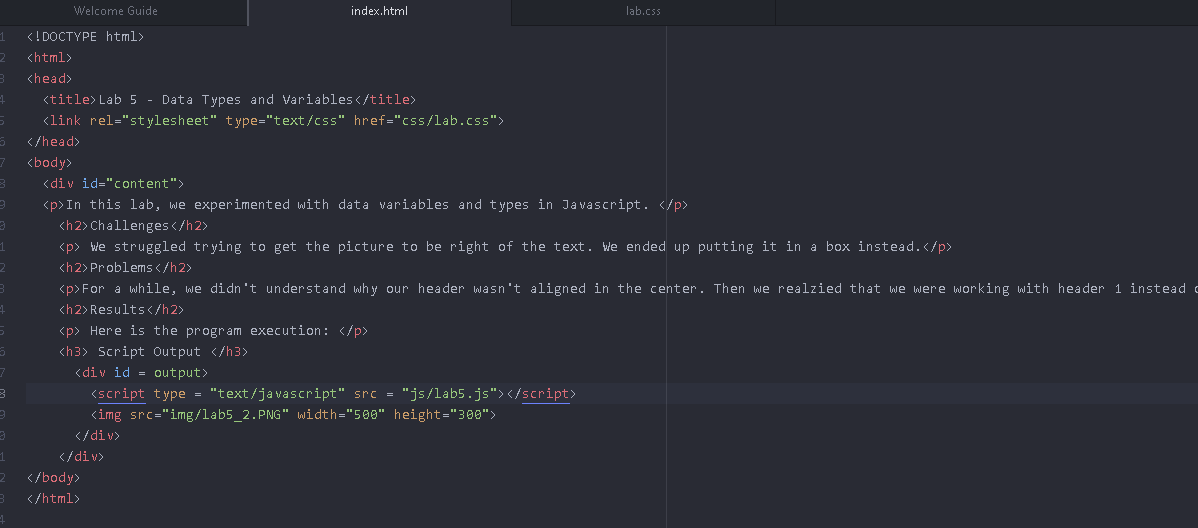 Welcome Guide index.html lab.css
1 <!DOCTYPE html>
2 <html>
3 <head>
4 <title>Lab 5 - Data Types and Variables</title>
5 <link rel="stylesheet" type="text/css" href="css/lab.css">
6 </head>
7 <body>
8 <div id="content">
9 <p>In this lab, we experimented with data variables and types in Javascript. </p>
0 <h2>Challenges</h2>
1 <p> We struggled trying to get the picture to be right of the text. We ended up putting it in a box instead.</p>
2 <h2>Problems</h2>
3 <p>For a while, we didn't understand why our header wasn't aligned in the center. Then we realzied that we were working with header 1 instead
4 <h2>Results</h2>
5 <p> Here is the program execution: </p>
6 <h3> Script Output </h3>
7 <div id = output>
8 <script type = "text/javascript" src = "js/lab5.js"></script>
9 <img src="img/lab5_2.PNG" width="500" height="300">
0 </div>
1 </div>
2 </body>
3 </html>
4